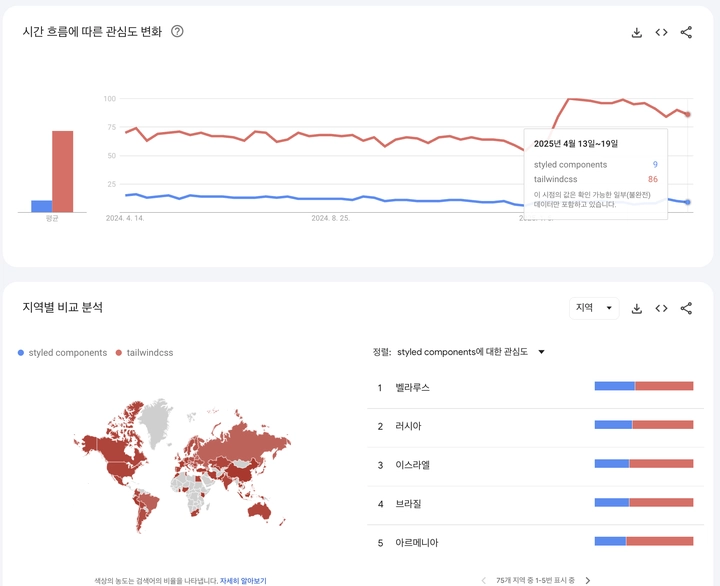 시간 흐름에 따른 관심도 변화
100
75
50
25
평균
2024. 4. 14.
2024. 8. 25.
2025년 4월 13일~19일
styled components 9
tailwindcss 86
이 시점의 값은 확인 가능한 일부(불완전)
데이터만 포함하고 있습니다.
지역별 비교 분석
지역
styled components tailwindcss
정렬: styled components에 대한 관심도
1 벨라루스
2 러시아
3 이스라엘
4 브라질
5 아르메니아
색상의 농도는 검색어의 비율을 나타냅니다. 자세히 알아보기
75개 지역 중 1-5번 표시 중